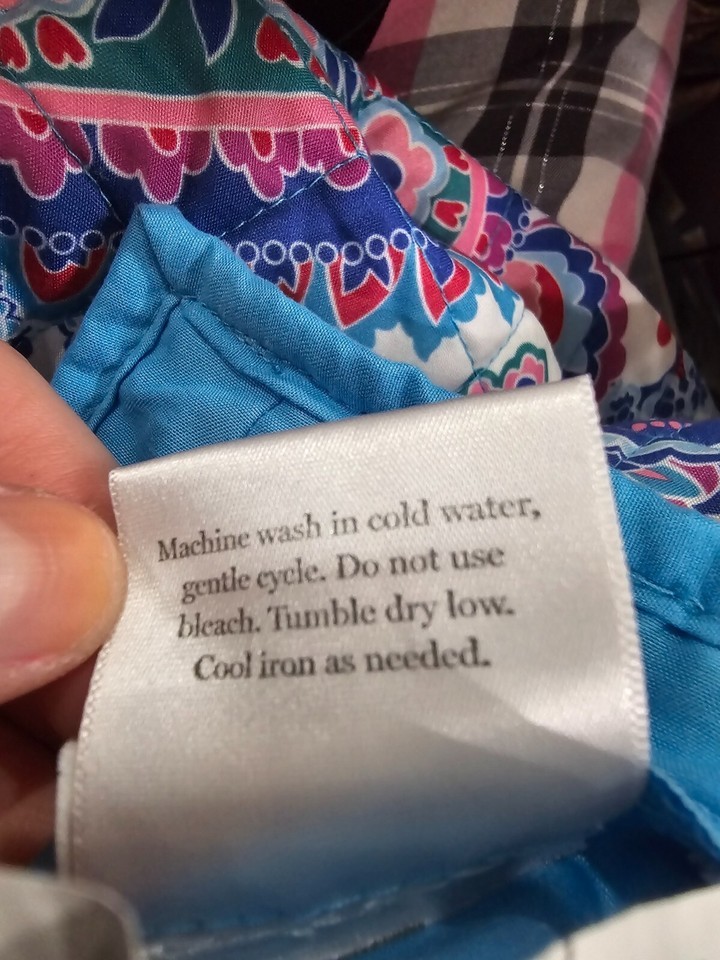 Machine wash in cold water,
gentle cycle. Do not use
bleach. Tumble dry low.
Cool iron as needed.